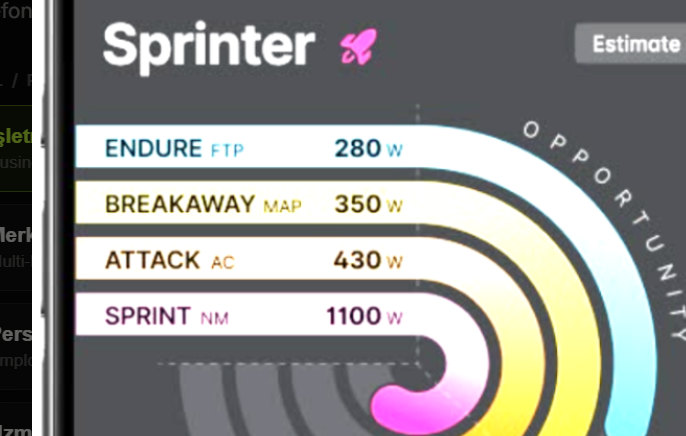 Sprinter
Estimate
OPPORTUNITY
ENDURE FTP 280 W
BREAKAWAY MAP 350 W
ATTACK AC 430 W
SPRINT NM 1100 W